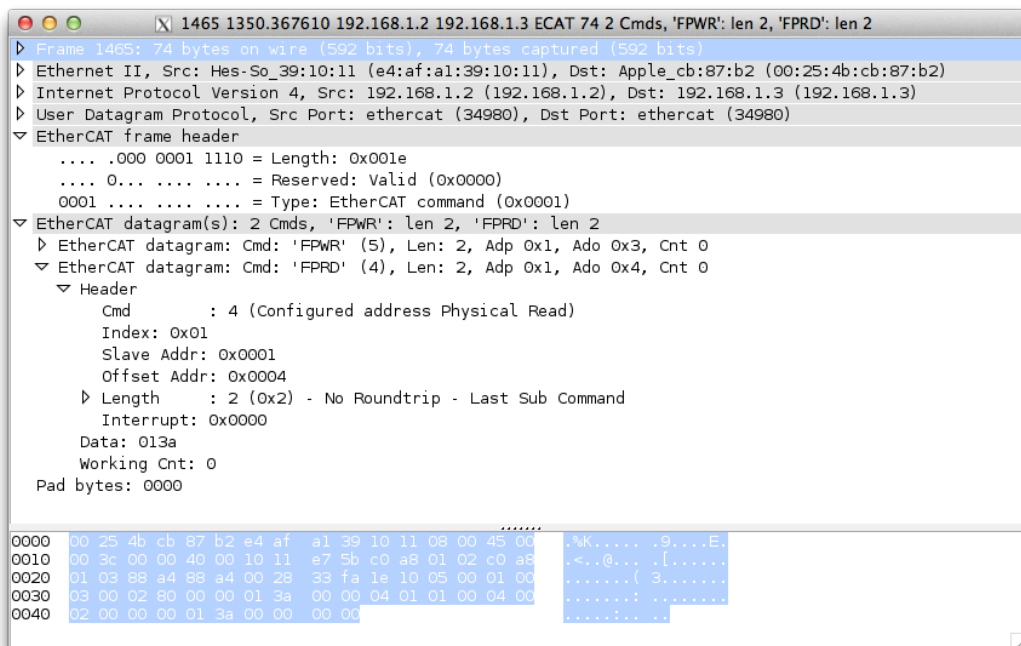 1465 1350.367610 192.168.1.2 192.168.1.3 ECAT 74 2 Cmds, 'FPWR': len 2, 'FPRD': len 2
Frame 1465: 74 bytes on wire (592 bits), 74 bytes captured (592 bits)
Ethernet II, Src: Hes-So_39:10:11 (e4:af:a1:39:10:11), Dst: Apple_cb:87:b2 (00:25:4b:cb:87:b2)
Internet Protocol Version 4, Src: 192.168.1.2 (192.168.1.2), Dst: 192.168.1.3 (192.168.1.3)
User Datagram Protocol, Src Port: ethercat (34980), Dst Port: ethercat (34980)
EtherCAT frame header
.... .000 0001 1110 = Length: 0x001e
.... 0... .... .... = Reserved: Valid (0x0000)
0001 .... .... .... = Type: EtherCAT command (0x0001)
EtherCAT datagram(s): 2 Cmds, 'FPWR': len 2, 'FPRD': len 2
EtherCAT datagram: Cmd: 'FPWR' (5), Len: 2, Adp 0x1, Ado 0x3, Cnt 0
EtherCAT datagram: Cmd: 'FPRD' (4), Len: 2, Adp 0x1, Ado 0x4, Cnt 0
Header
Cmd : 4 (Configured address Physical Read)
Index: 0x01
Slave Addr: 0x0001
Offset Addr: 0x0004
Length : 2 (0x2) - No Roundtrip - Last Sub Command
Interrupt: 0x0000
Data: 013a
Working Cnt: 0
Pad bytes: 0000
0000 00 25 4b cb 87 b2 e4 af a1 39 10 11 08 00 45 00 .%K..... .9....E.
0010 00 3c 00 00 40 00 10 11 e7 5b c0 a8 01 02 c0 a8 .<..@... .[......
0020 01 03 88 a4 88 a4 00 28 33 fa 1e 10 05 00 01 00 .......( 3.......
0030 03 00 02 80 00 00 01 3a 00 00 04 01 01 00 04 00 .......: ........
0040 02 00 00 00 01 3a 00 00 00 00 .....:.. ..